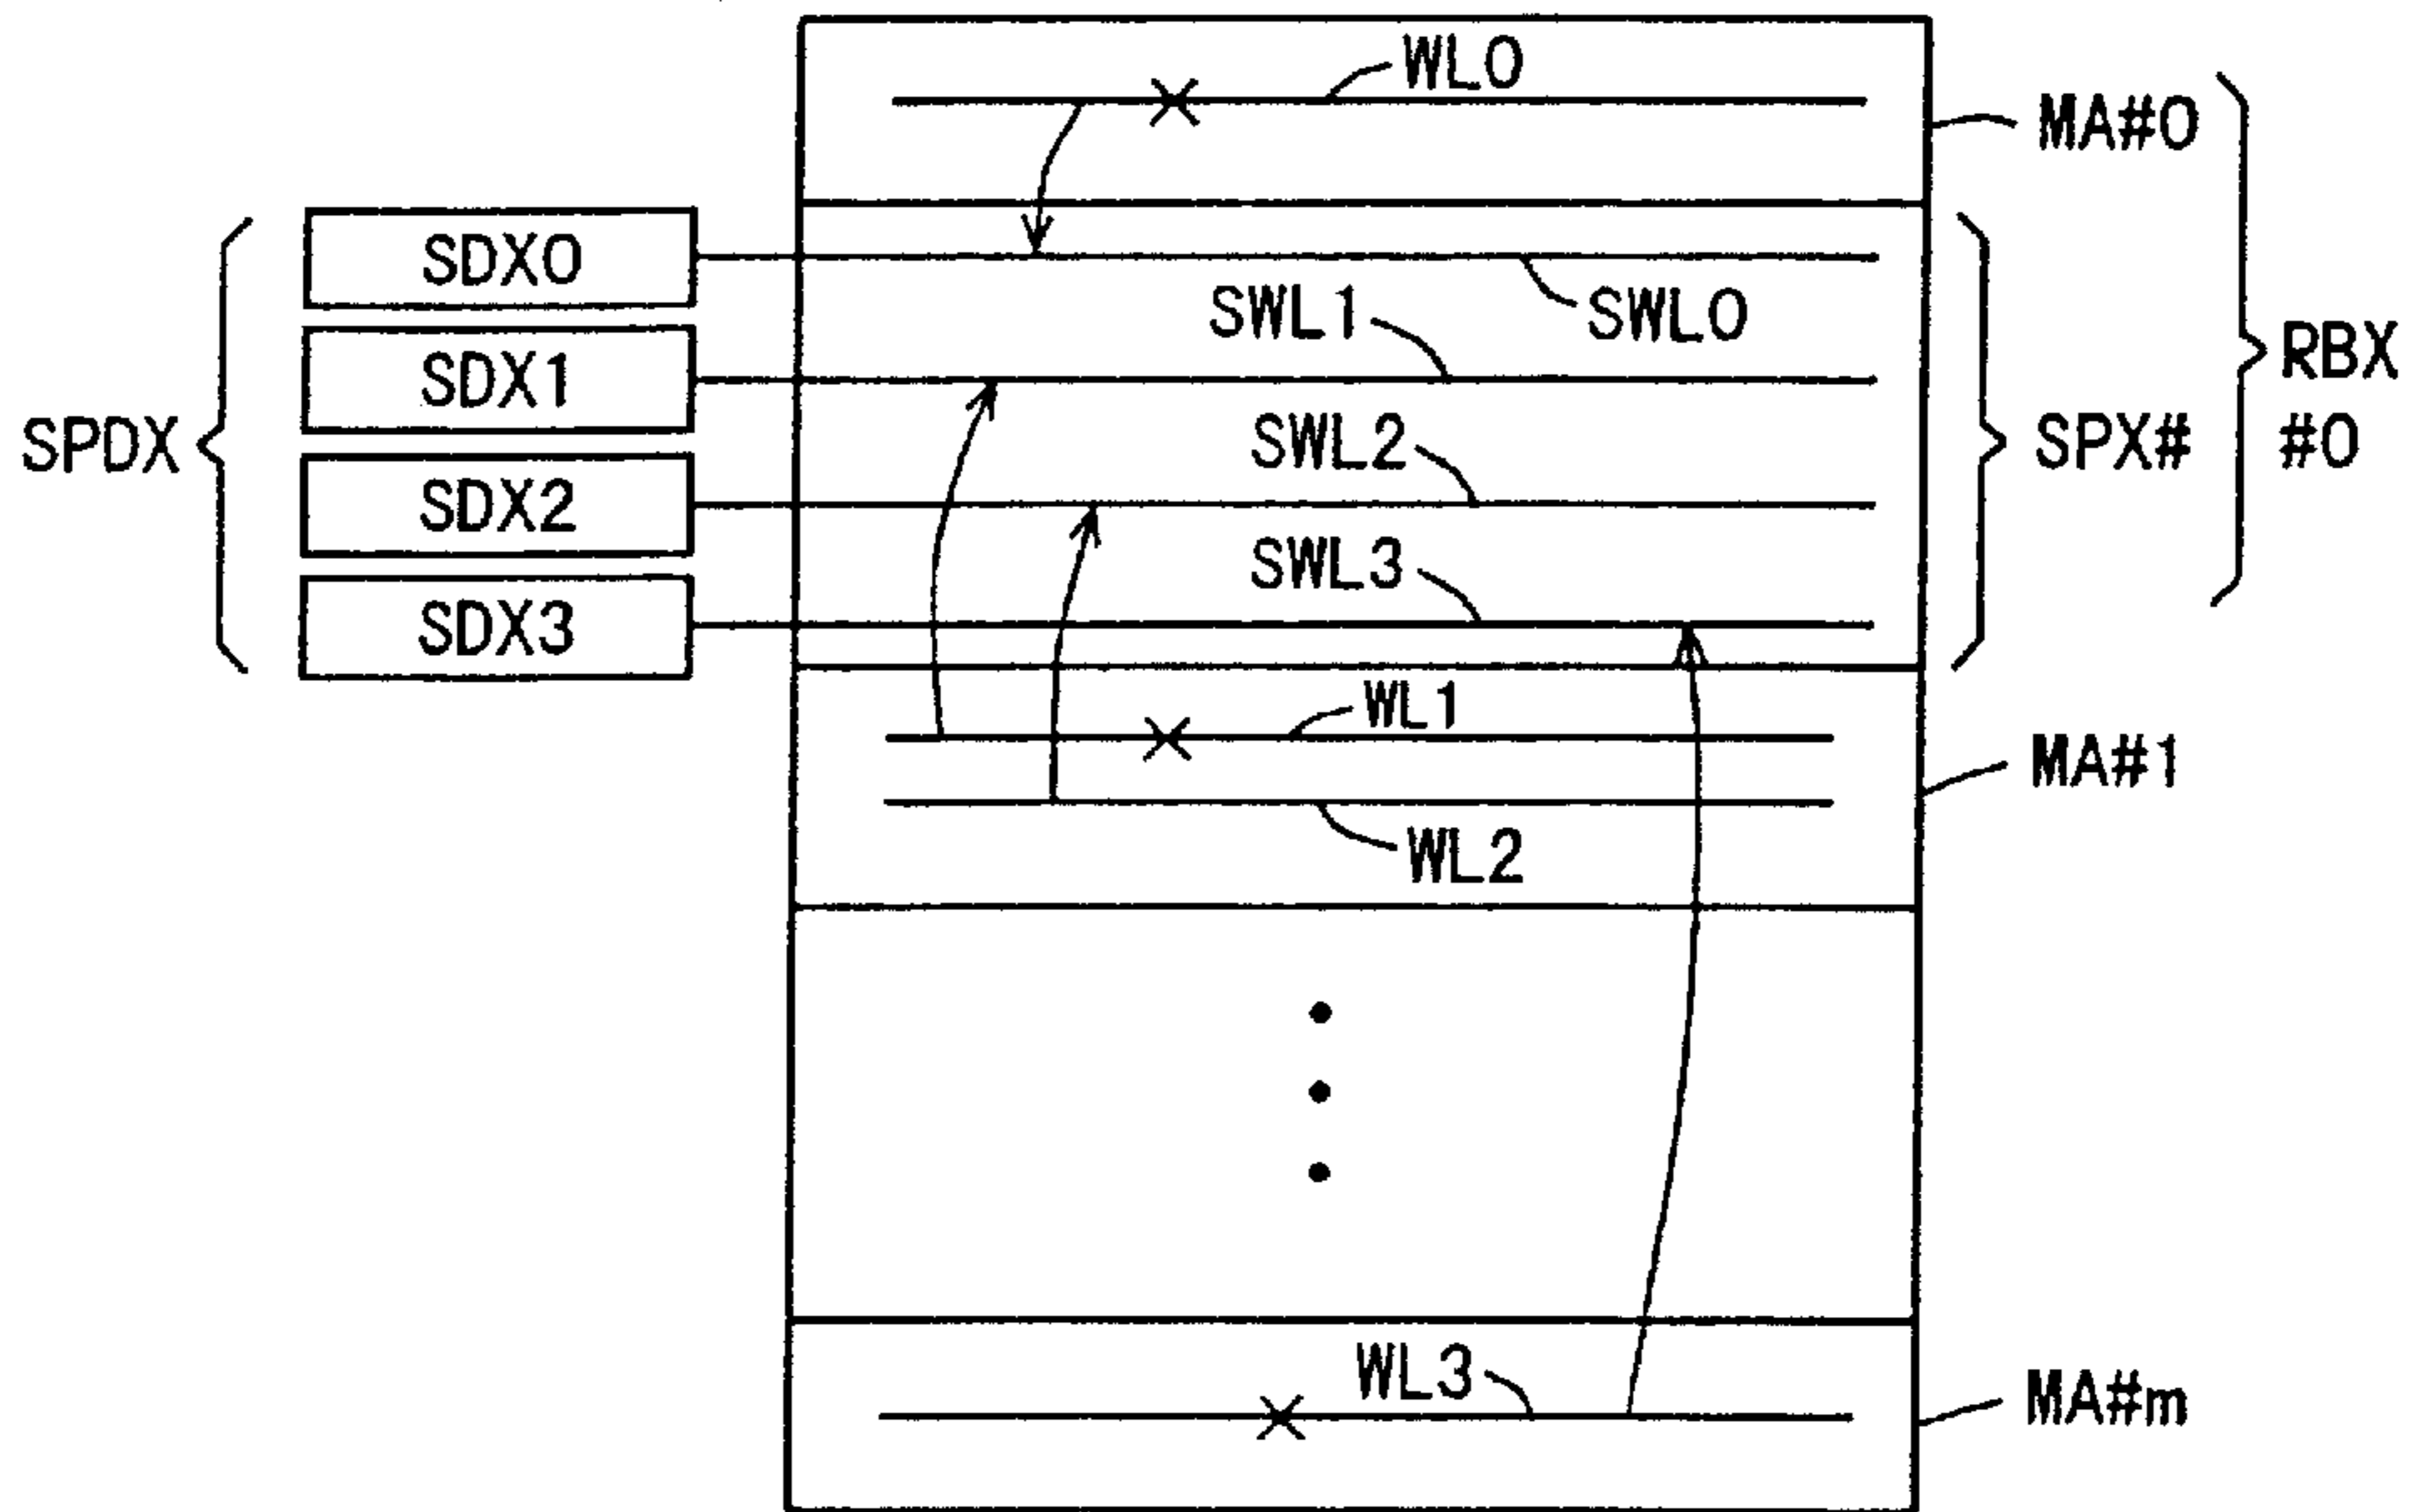 WL0
MA#0
SDX0
SWL1
SWL0
SDX1
RBX
SPDX
SWL2
SPX#
#0
SDX2
SWL3
SDX3
WL1
MA#1
WL2
WL3
MA#m